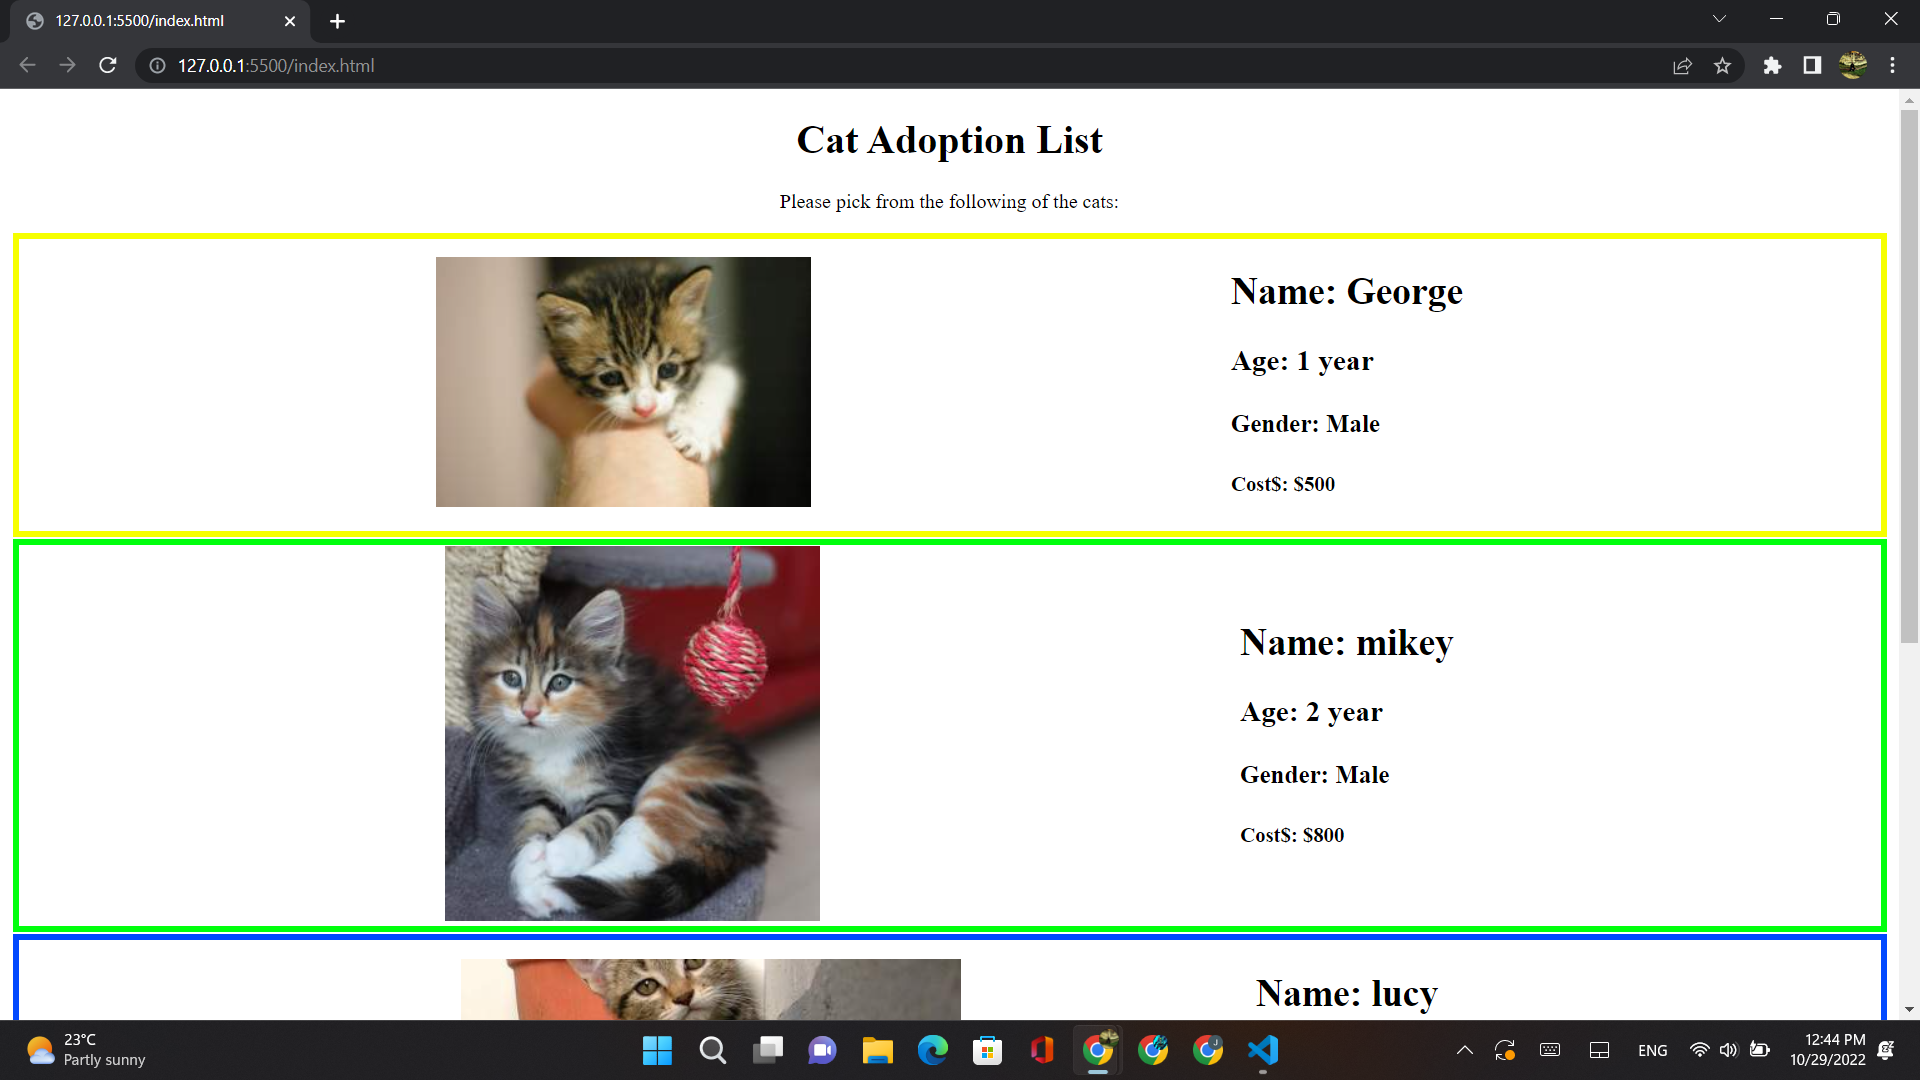 127.0.0.1:5500/index.html
127.0.0.1:5500/index.html
Cat Adoption List
Please pick from the following of the cats:
Name: George
Age: 1 year
Gender: Male
Cost$: $500
Name: mikey
Age: 2 year
Gender: Male
Cost$: $800
Name: lucy
23°C
Partly sunny
ENG
12:44 PM
10/29/2022